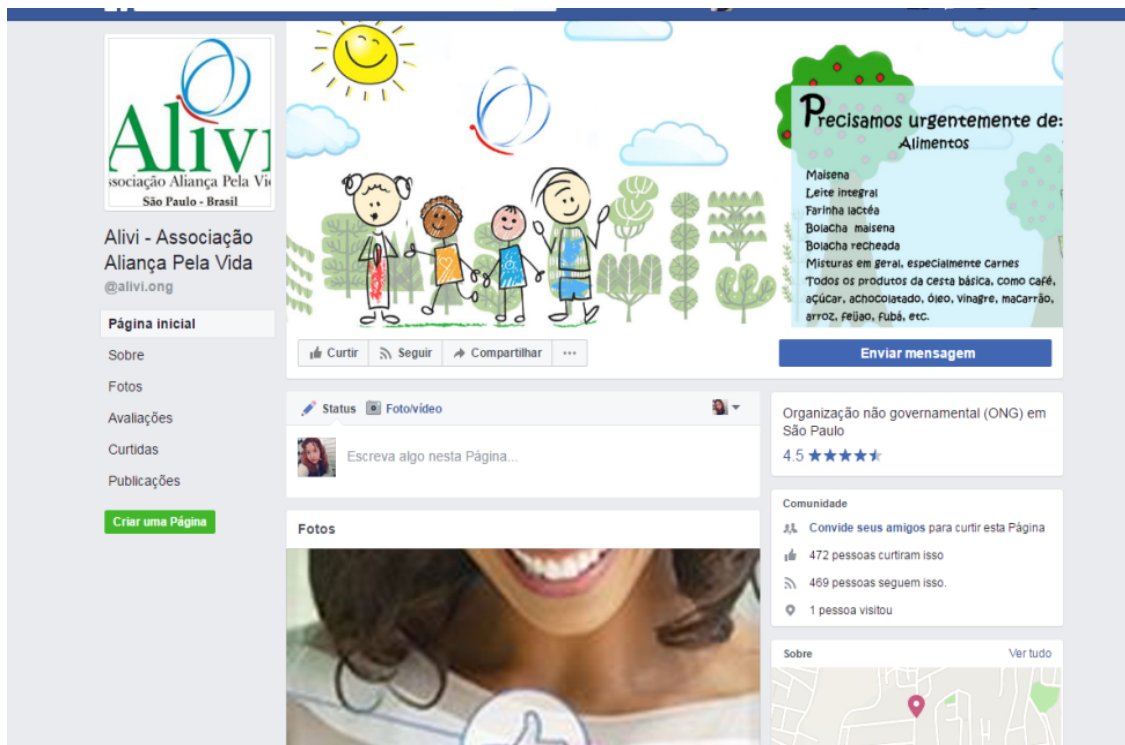 Alivi
ssociação Aliança Pela Vi
São Paulo - Brasil
Alivi - Associação
Aliança Pela Vida
@alivi.ong
Página inicial
Sobre
Fotos
Avaliações
Curtidas
Publicações
Criar uma Página
Precisamos urgentemente de:
Alimentos
Maisena
Leite integral
Farinha lactéa
Bolacha maisena
Bolacha recheada
Misturas em geral, especialmente carnes
Todos os produtos da cesta básica, como café,
açúcar, achocolatado, óleo, vinagre, macarrão,
arroz, feijao, fubá, etc.
Curtir Seguir Compartilhar ...
Enviar mensagem
Status Foto/vídeo
Escreva algo nesta Página...
Fotos
Organização não governamental (ONG) em
São Paulo
4.5 ★★★★★
Comunidade
Convide seus amigos para curtir esta Página
472 pessoas curtiram isso
469 pessoas seguem isso.
1 pessoa visitou
Sobre Ver tudo